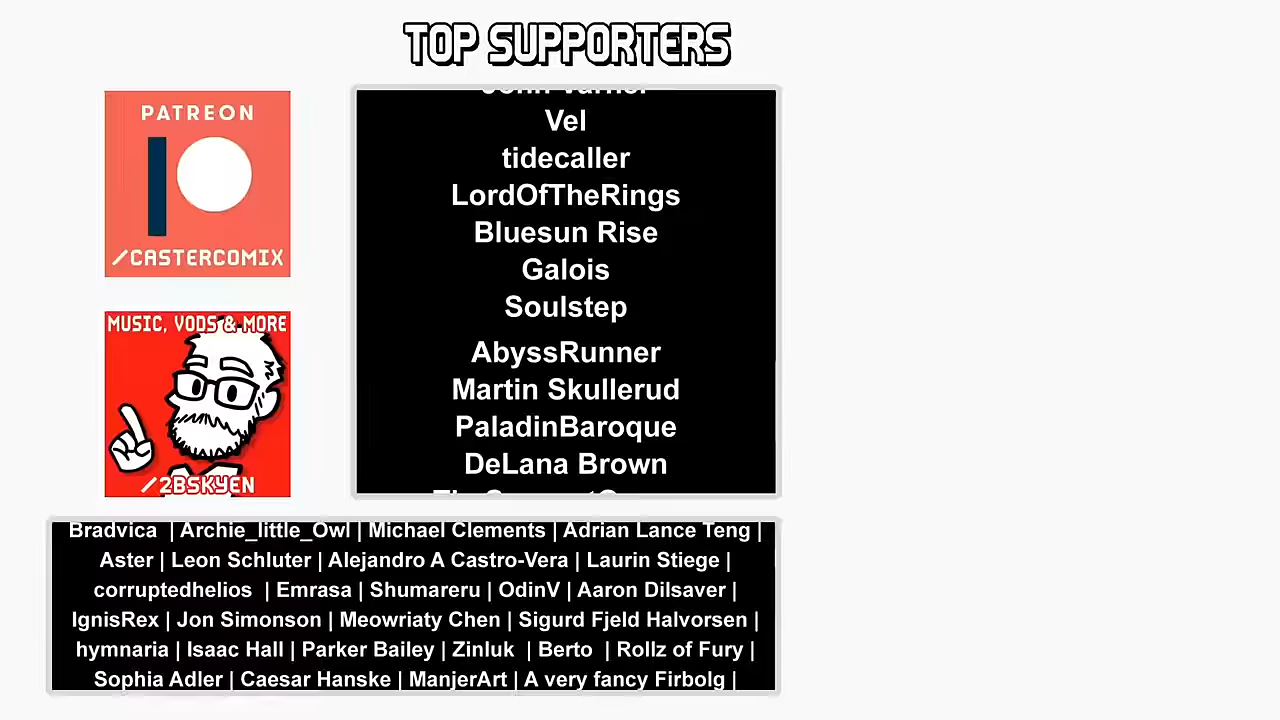 TOP SUPPORTERS
PATREON
/CASTERCOMIX
MUSIC, VODS & MORE
/2BSKYEN
Vel
tidecaller
LordOfTheRings
Bluesun Rise
Galois
Soulstep
AbyssRunner
Martin Skullerud
PaladinBaroque
DeLana Brown
Bradvica | Archie_little_Owl | Michael Clements | Adrian Lance Teng |
Aster | Leon Schluter | Alejandro A Castro-Vera | Laurin Stiege |
corruptedhelios | Emrasa | Shumareru | OdinV | Aaron Dilsaver |
IgnisRex | Jon Simonson | Meowriaty Chen | Sigurd Fjeld Halvorsen |
hymnaria | Isaac Hall | Parker Bailey | Zinluk | Berto | Rollz of Fury |
Sophia Adler | Caesar Hanske | ManjerArt | A very fancy Firbolg |